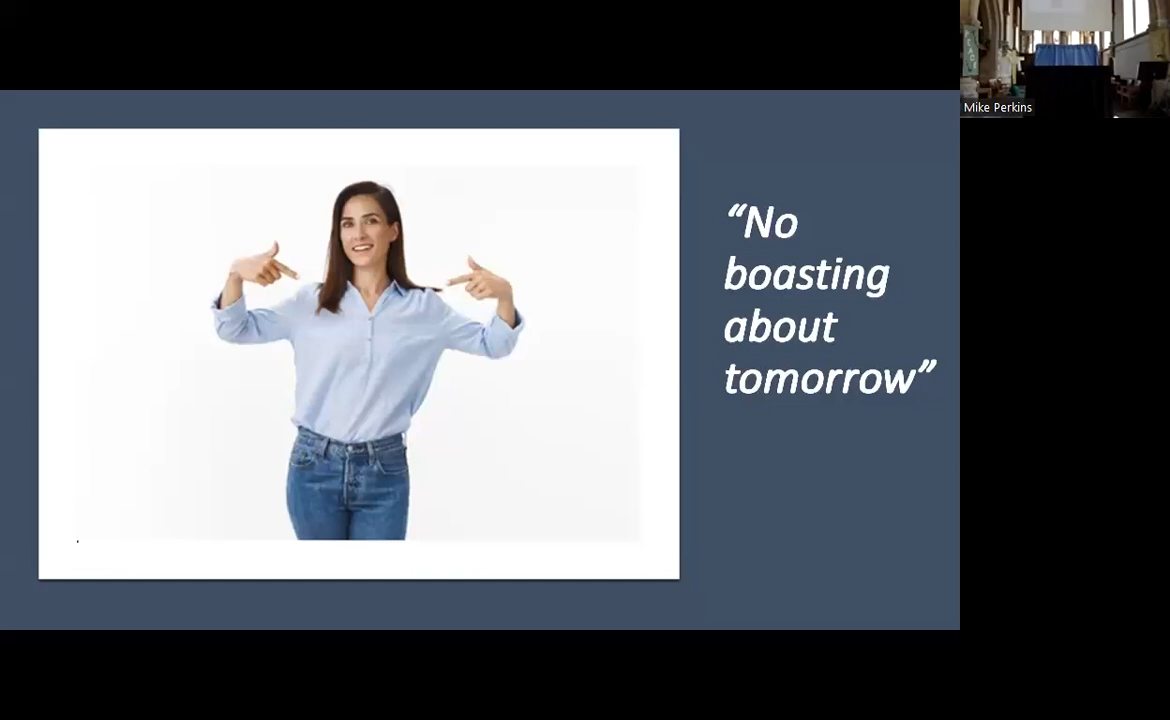 “No
boasting
about
tomorrow”
Mike Perkins